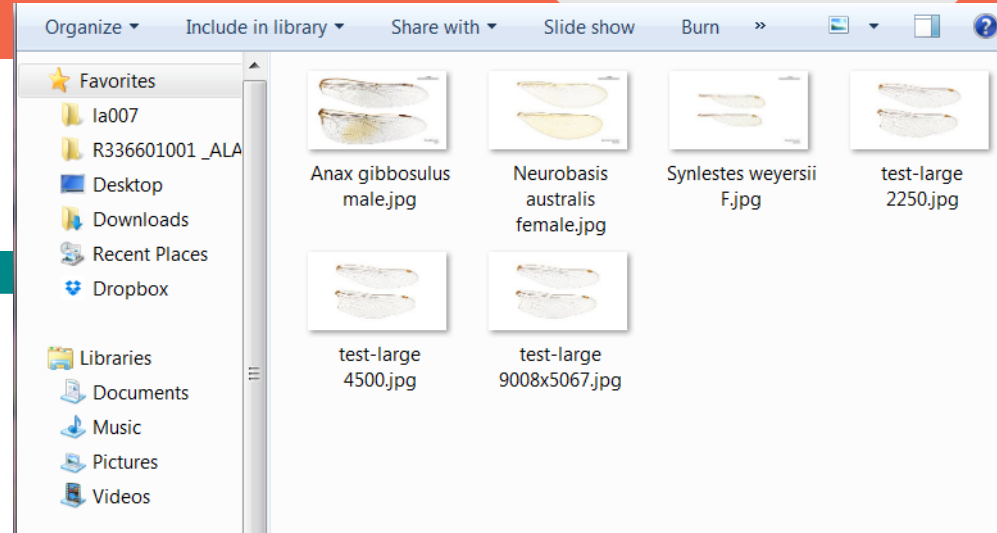 Organize Include in library Share with Slide show Burn »
Favorites
la007
R336601001 _ALA
Desktop
Downloads
Recent Places
Dropbox
Libraries
Documents
Music
Pictures
Videos
Anax gibbosulus
male.jpg
Neurobasis
australis
female.jpg
Synlestes weyersii
F.jpg
test-large
2250.jpg
test-large
4500.jpg
test-large
9008x5067.jpg